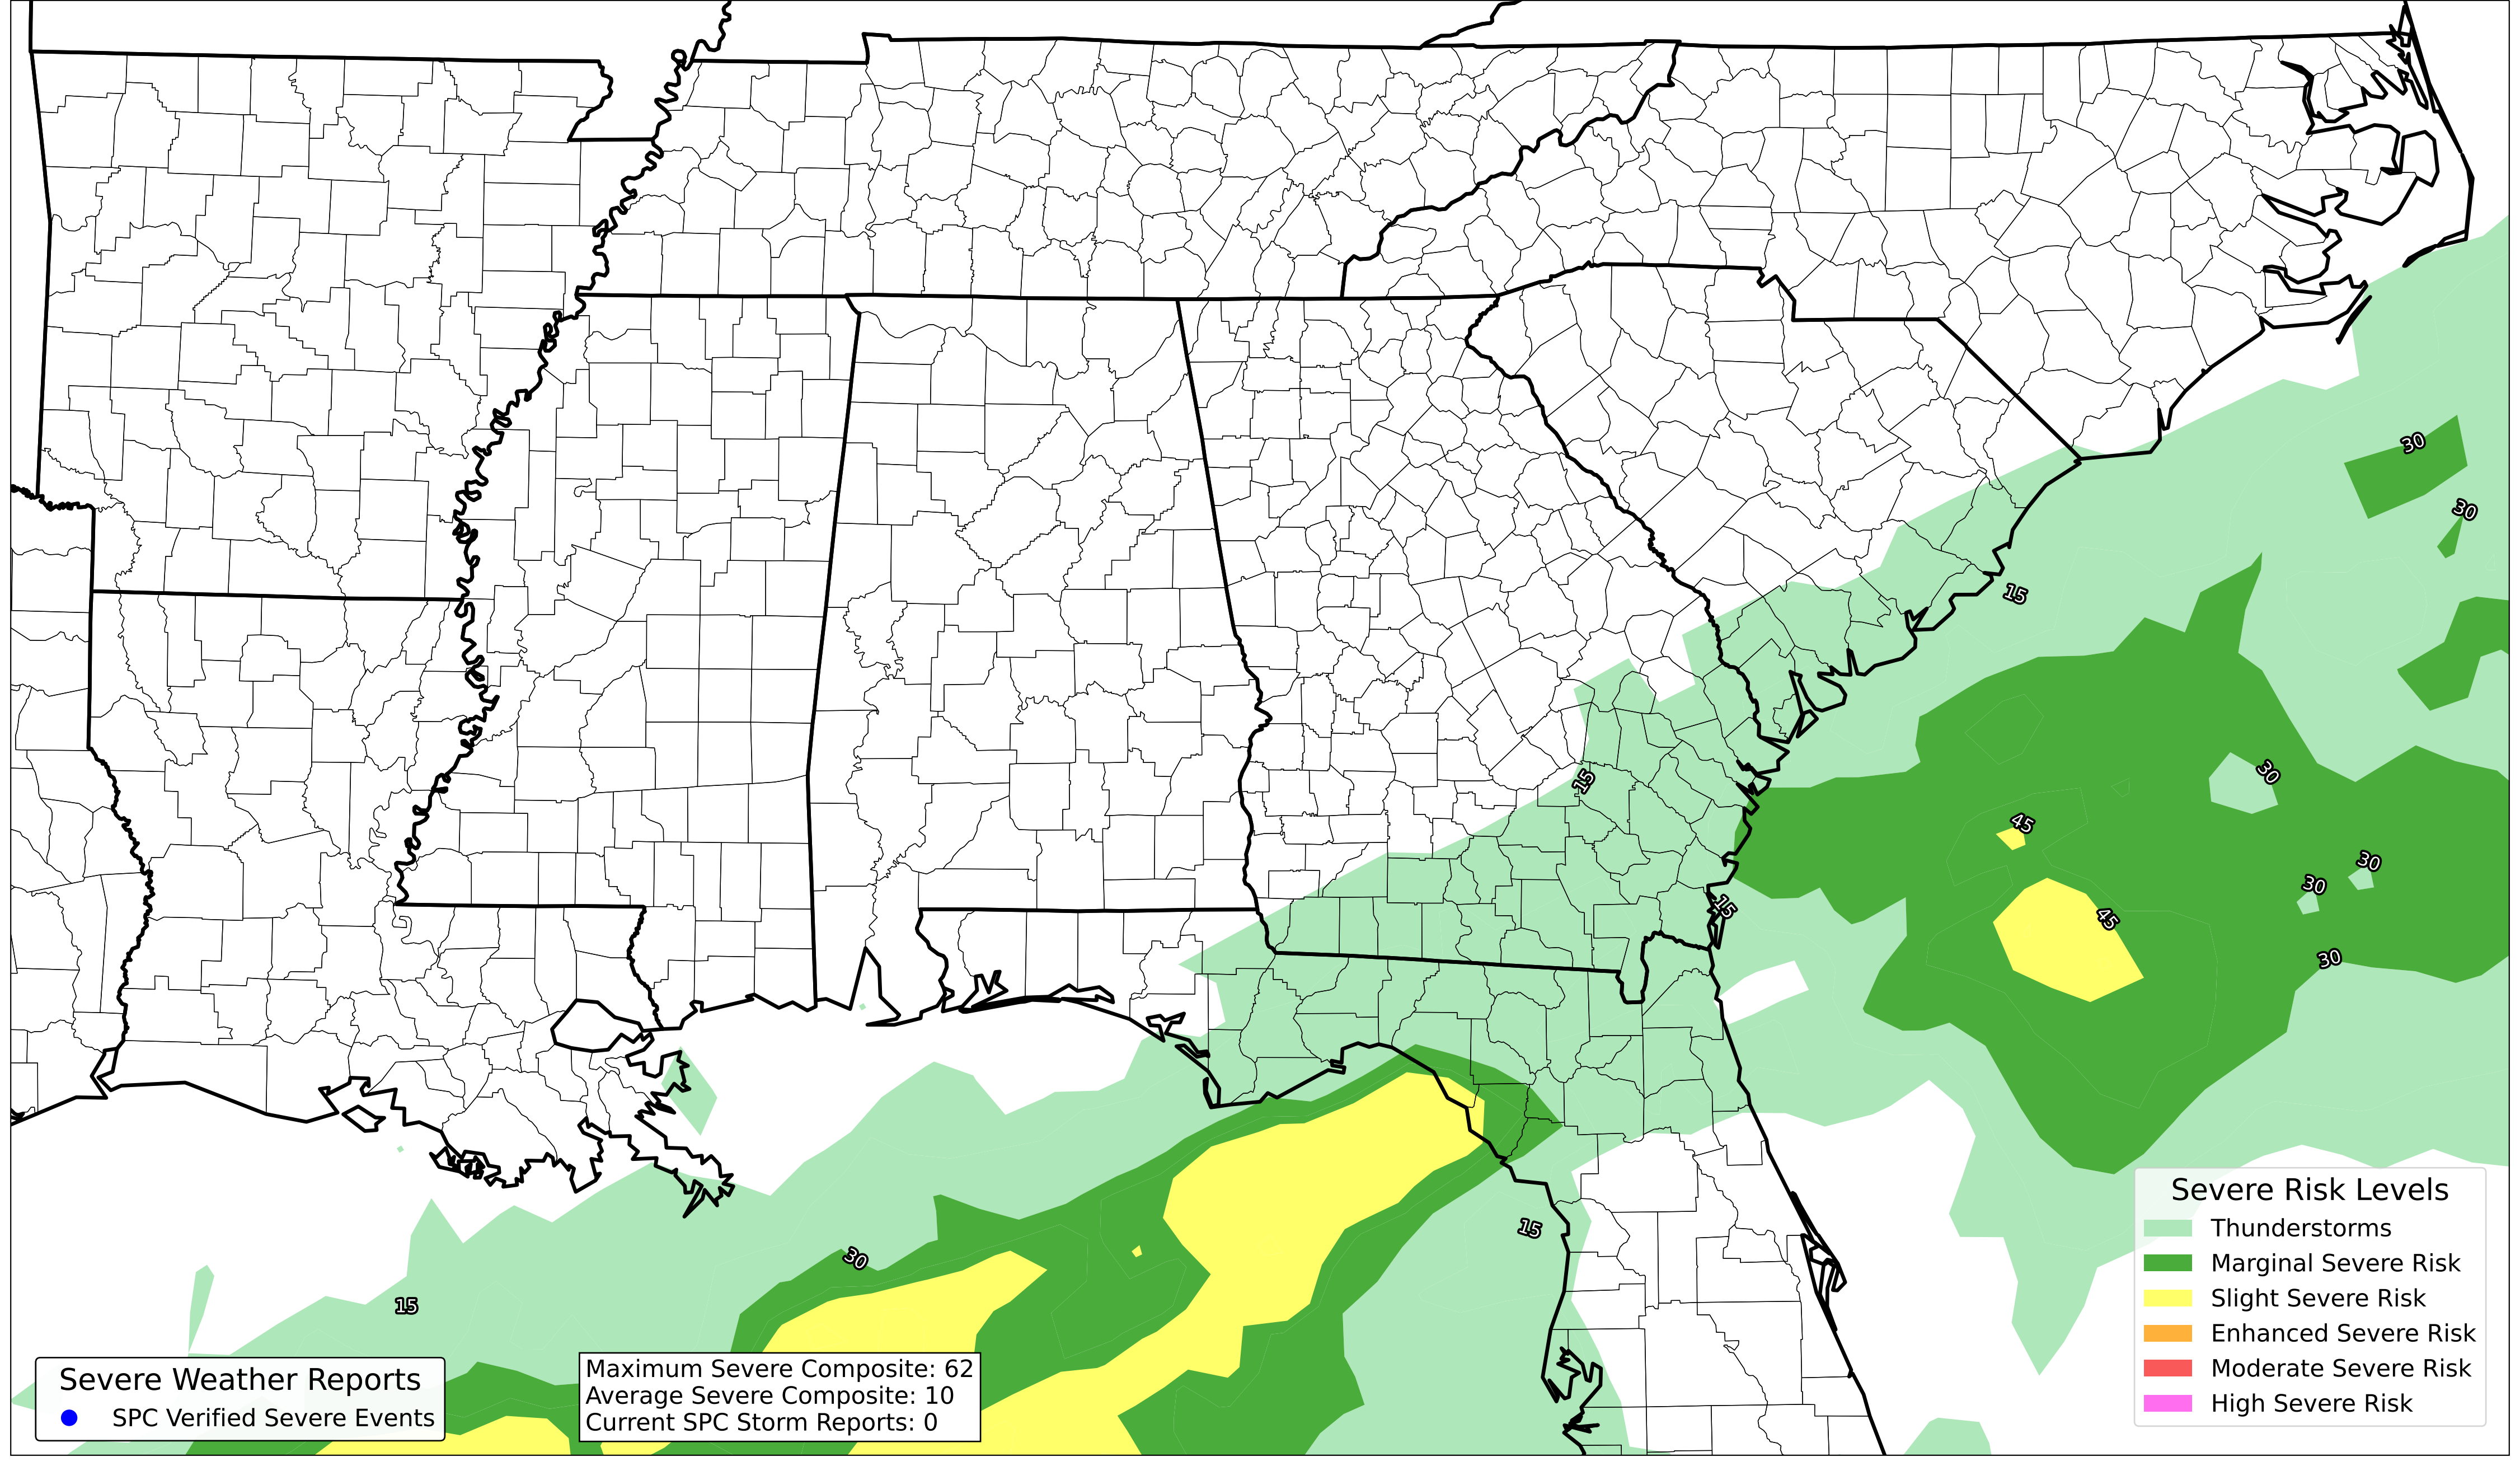 30
30
15
15
30
45
30
30
15
45
30
15
30
15
Severe Risk Levels
Thunderstorms
Marginal Severe Risk
Slight Severe Risk
Enhanced Severe Risk
Moderate Severe Risk
High Severe Risk
Severe Weather Reports
SPC Verified Severe Events
Maximum Severe Composite: 62
Average Severe Composite: 10
Current SPC Storm Reports: 0